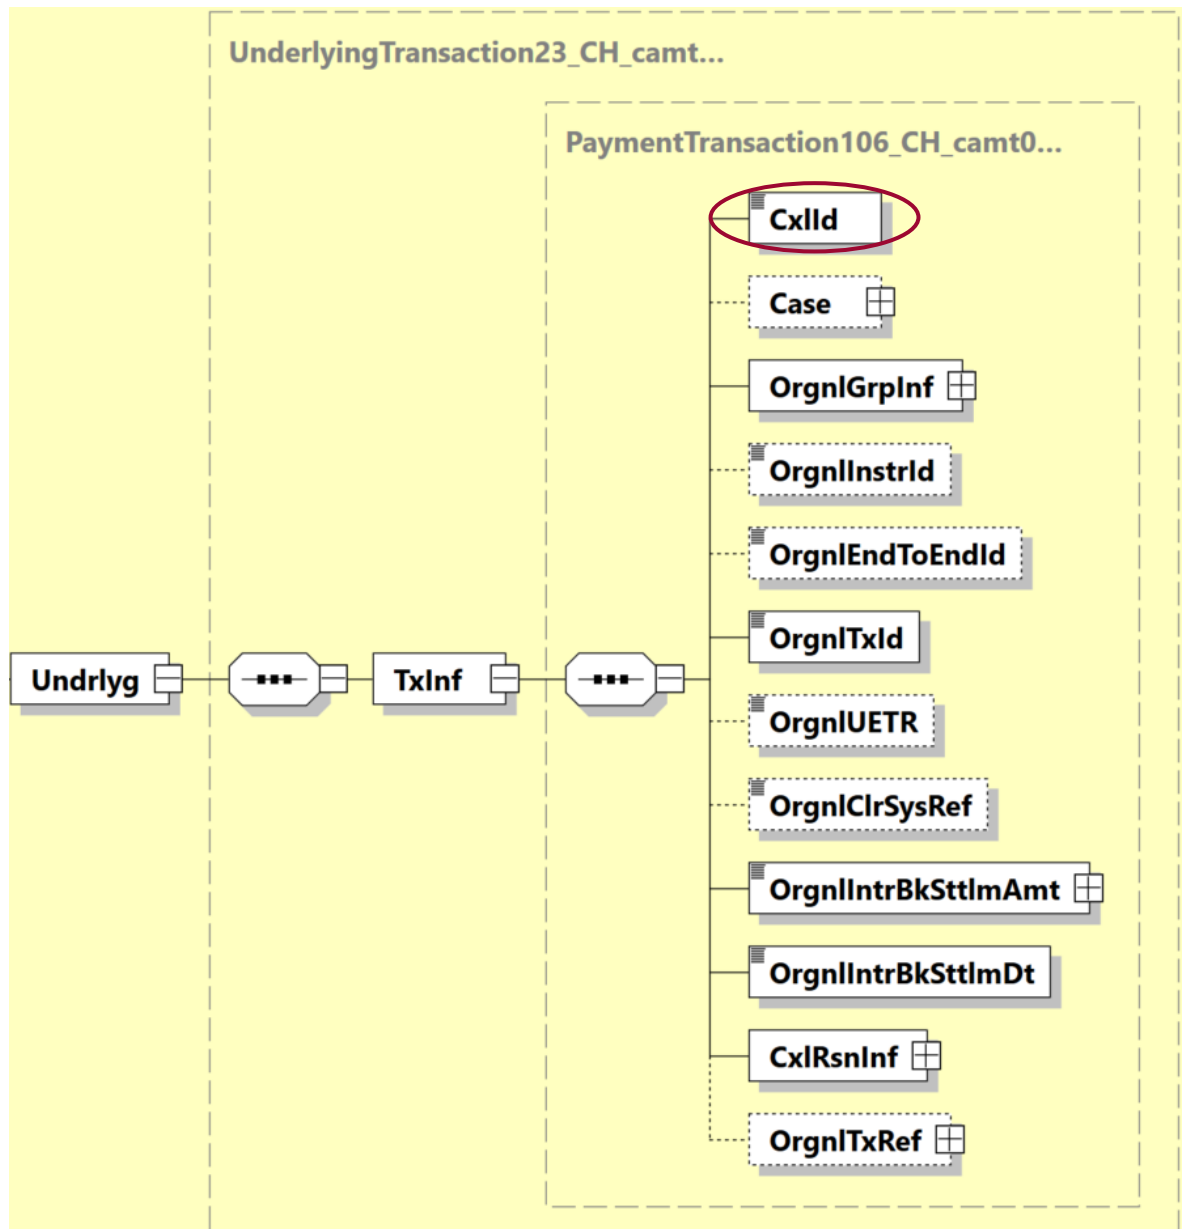 UnderlyingTransaction23_CH_camt...
PaymentTransaction106_CH_camt0...
CxlId
Case
OrgnlGrpInf
OrgnlInstrId
OrgnlEndToEndId
OrgnlTxId
Undrlyg
TxInf
OrgnlUETR
OrgnlClrSysRef
OrgnlIntrBkSttlmAmt
OrgnlIntrBkSttlmDt
CxlRsnInf
OrgnlTxRef